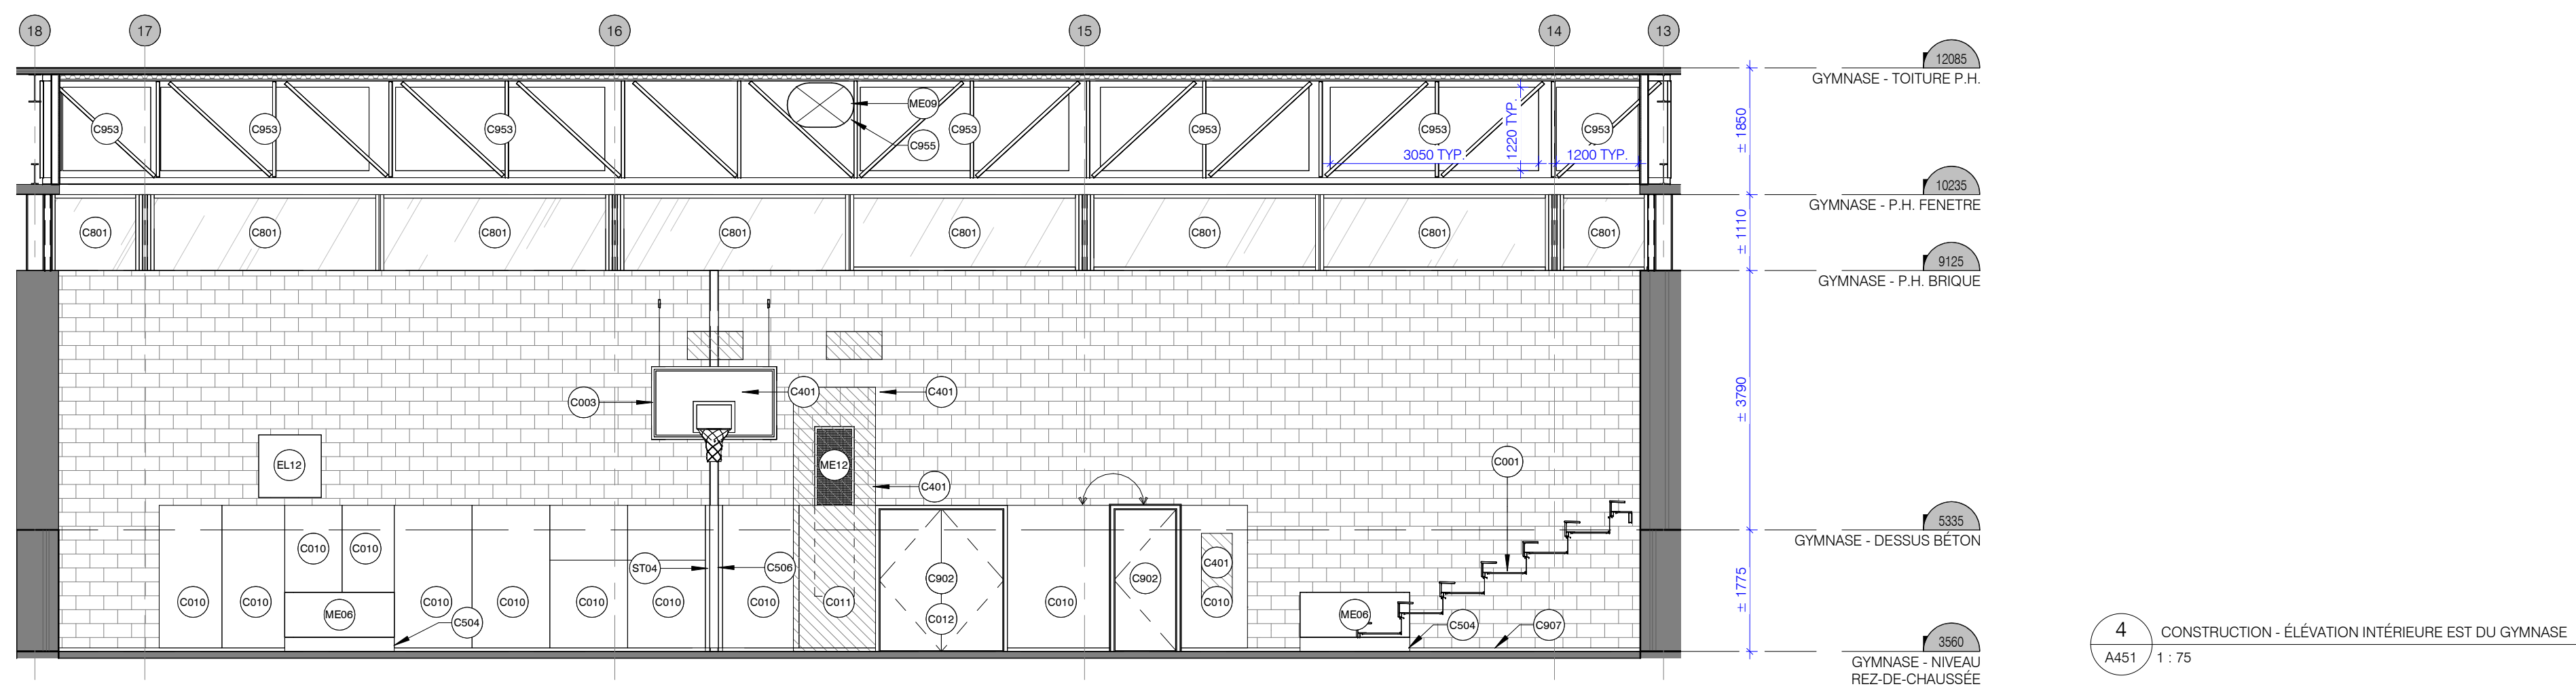 18
17
16
15
14
13
12085
GYMNASE - TOITURE P.H.
ME09
C955
C953
C953
C953
C953
C953
C953
C953
3050 TYP.
1220 TYP.
1200 TYP.
± 1850
10235
GYMNASE - P.H. FENETRE
C801
C801
C801
C801
C801
C801
C801
C801
± 1110
9125
GYMNASE - P.H. BRIQUE
C003
C401
C401
± 3790
EL12
ME12
C401
C001
5335
GYMNASE - DESSUS BÉTON
C010
C010
ST04
C506
C401
C902
C902
C010
C010
ME06
C010
C504
C010
C010
C010
C010
C011
C012
C010
C010
ME06
C504
C907
± 1775
3560
GYMNASE - NIVEAU
REZ-DE-CHAUSSÉE
4
A451
CONSTRUCTION - ÉLÉVATION INTÉRIEURE EST DU GYMNASE
1 : 75